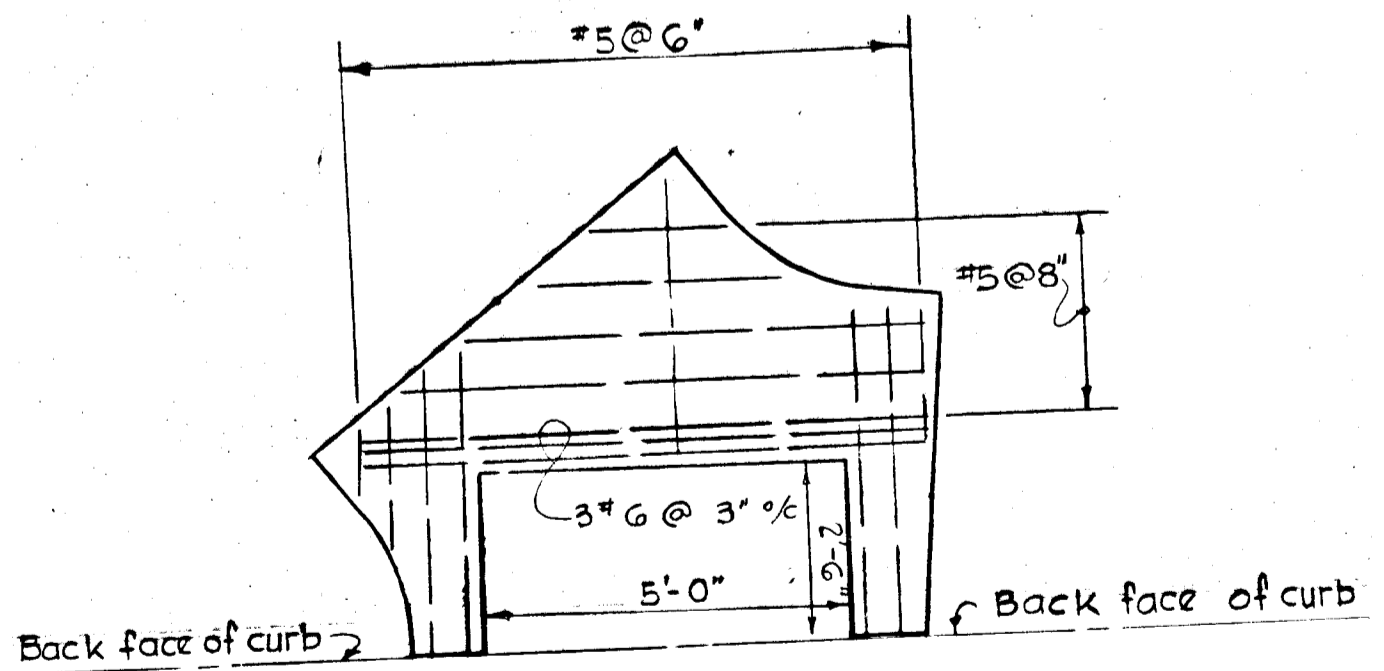 #5@6"
#5@8"
3#6 @ 3" o/c
2'-6"
5'-0"
Back face of curb
Back face of curb